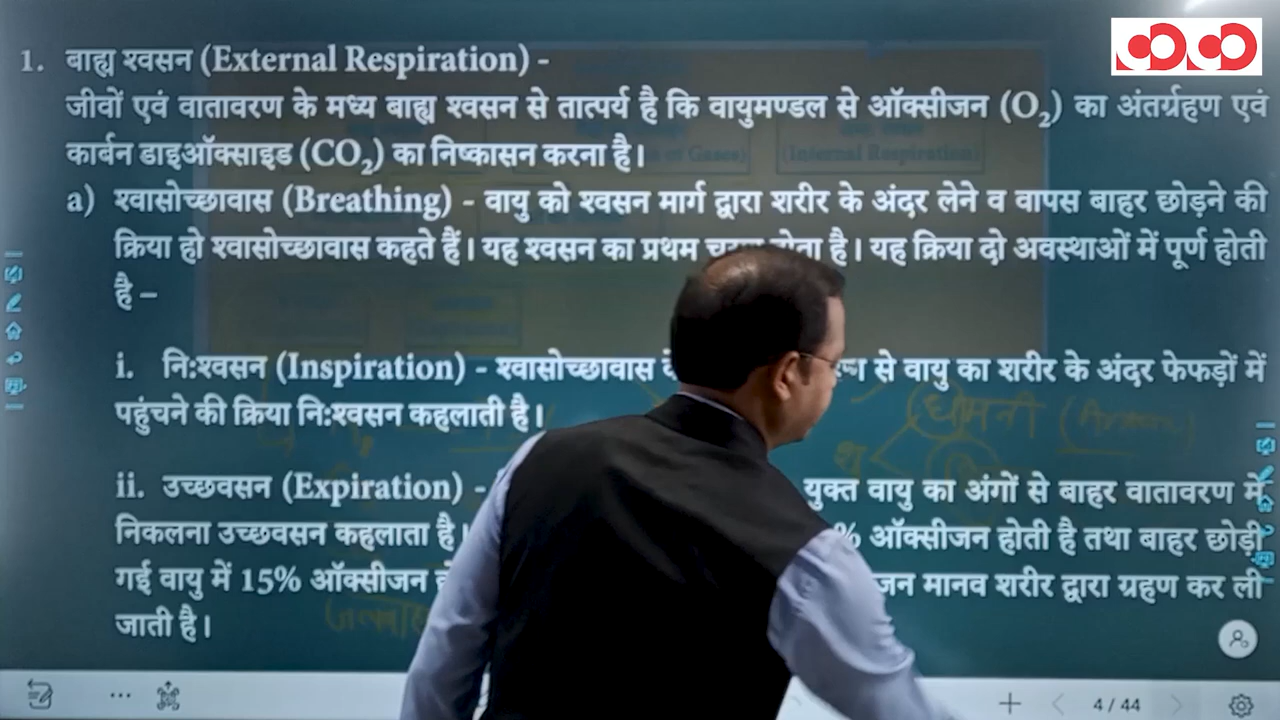 1. बाह्य श्वसन (External Respiration) -
जीवों एवं वातावरण के मध्य बाह्य श्वसन से तात्पर्य है कि वायुमण्डल से ऑक्सीजन (O₂) का अंतर्ग्रहण एवं
कार्बन डाइऑक्साइड (CO₂) का निष्कासन करना है।
a) श्वासोच्छावास (Breathing) - वायु को श्वसन मार्ग द्वारा शरीर के अंदर लेने व वापस बाहर छोड़ने की
क्रिया हो श्वासोच्छावास कहते हैं। यह श्वसन का प्रथम होता है। यह क्रिया दो अवस्थाओं में पूर्ण होती
है –
i. नि:श्वसन (Inspiration) - श्वासोच्छावास से वायु का शरीर के अंदर फेफड़ों में
पहुंचने की क्रिया नि:श्वसन कहलाती है।
ii. उच्छवसन (Expiration) - युक्त वायु का अंगों से बाहर वातावरण में
निकलना उच्छवसन कहलाता है। % ऑक्सीजन होती है तथा बाहर छोड़ी
गई वायु में 15% ऑक्सीजन मानव शरीर द्वारा ग्रहण कर ली
जाती है।
4 / 44